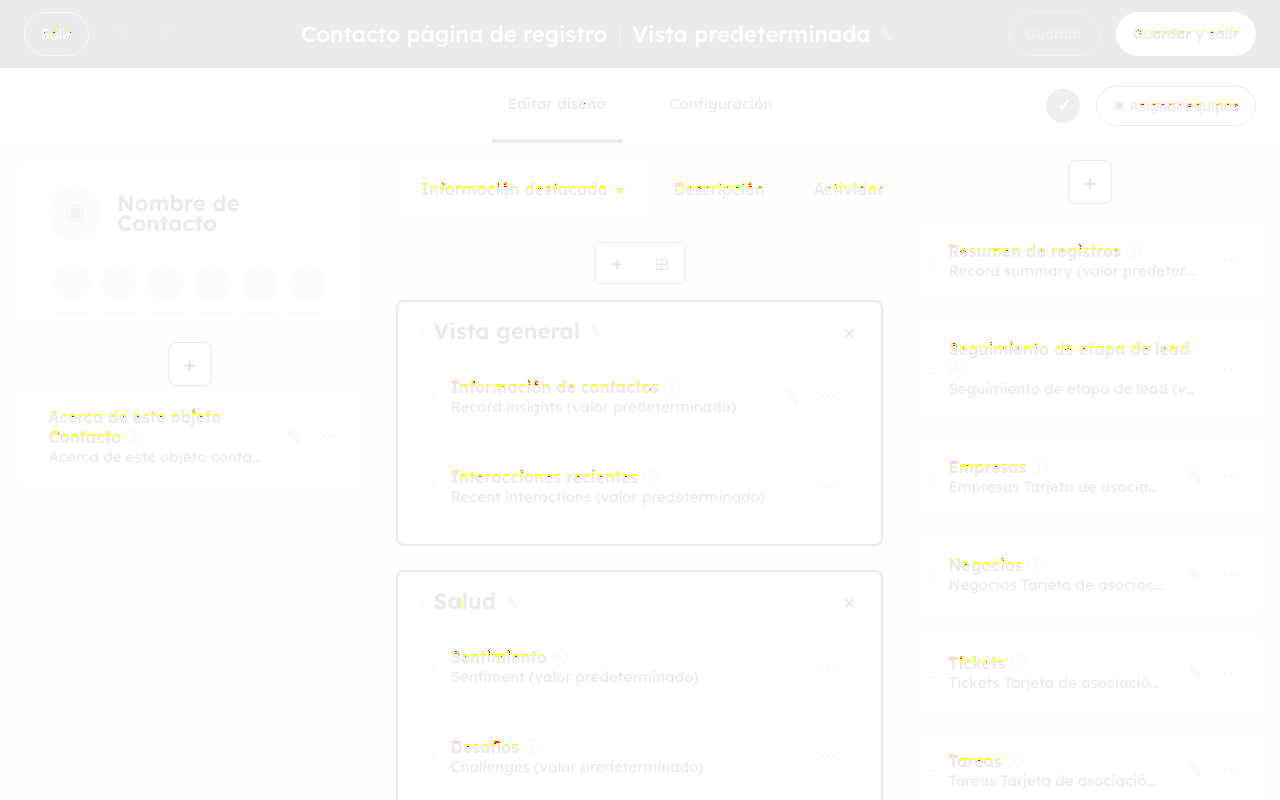 Salir
Contacto página de registro | Vista predeterminada
Guardar
Guardar y salir
Editar diseño
Configuración
Asignar equipos
Nombre de
Contacto
Acerca de este objeto
Contacto
Acerca de este objeto conta...
Información destacada
Descripción
Actividad
Vista general
Información de contactos
Record insights (valor predeterminado)
Interacciones recientes
Recent interactions (valor predeterminado)
Salud
Sentimiento
Sentiment (valor predeterminado)
Desafíos
Challenges (valor predeterminado)
Resumen de registros
Record summary (valor predeter...
Seguimiento de etapa de lead
Seguimiento de etapa de lead (v...
Empresas
Empresas Tarjeta de asocia...
Negocios
Negocios Tarjeta de asociac...
Tickets
Tickets Tarjeta de asociació...
Tareas
Tareas Tarjeta de asociació...